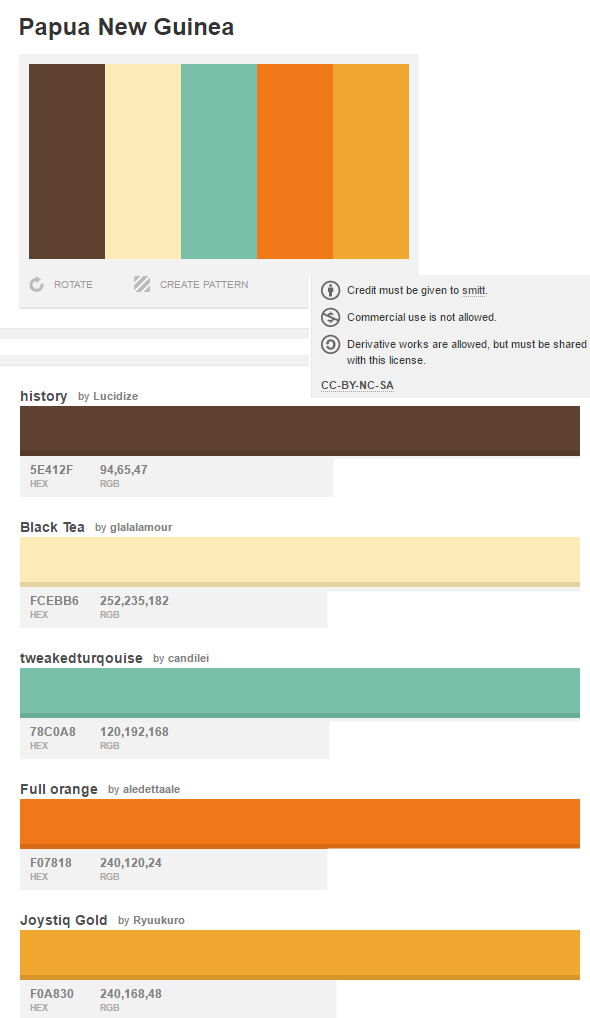 Papua New Guinea
ROTATE CREATE PATTERN
Credit must be given to smitt.
Commercial use is not allowed.
Derivative works are allowed, but must be shared
with this license.
CC-BY-NC-SA
history by Lucidize
5E412F 94,65,47
HEX RGB
Black Tea by glalalamour
FCEBB6 252,235,182
HEX RGB
tweakedturqouise by candilei
78C0A8 120,192,168
HEX RGB
Full orange by aledettaale
F07818 240,120,24
HEX RGB
Joystiq Gold by Ryuukuro
F0A830 240,168,48
HEX RGB